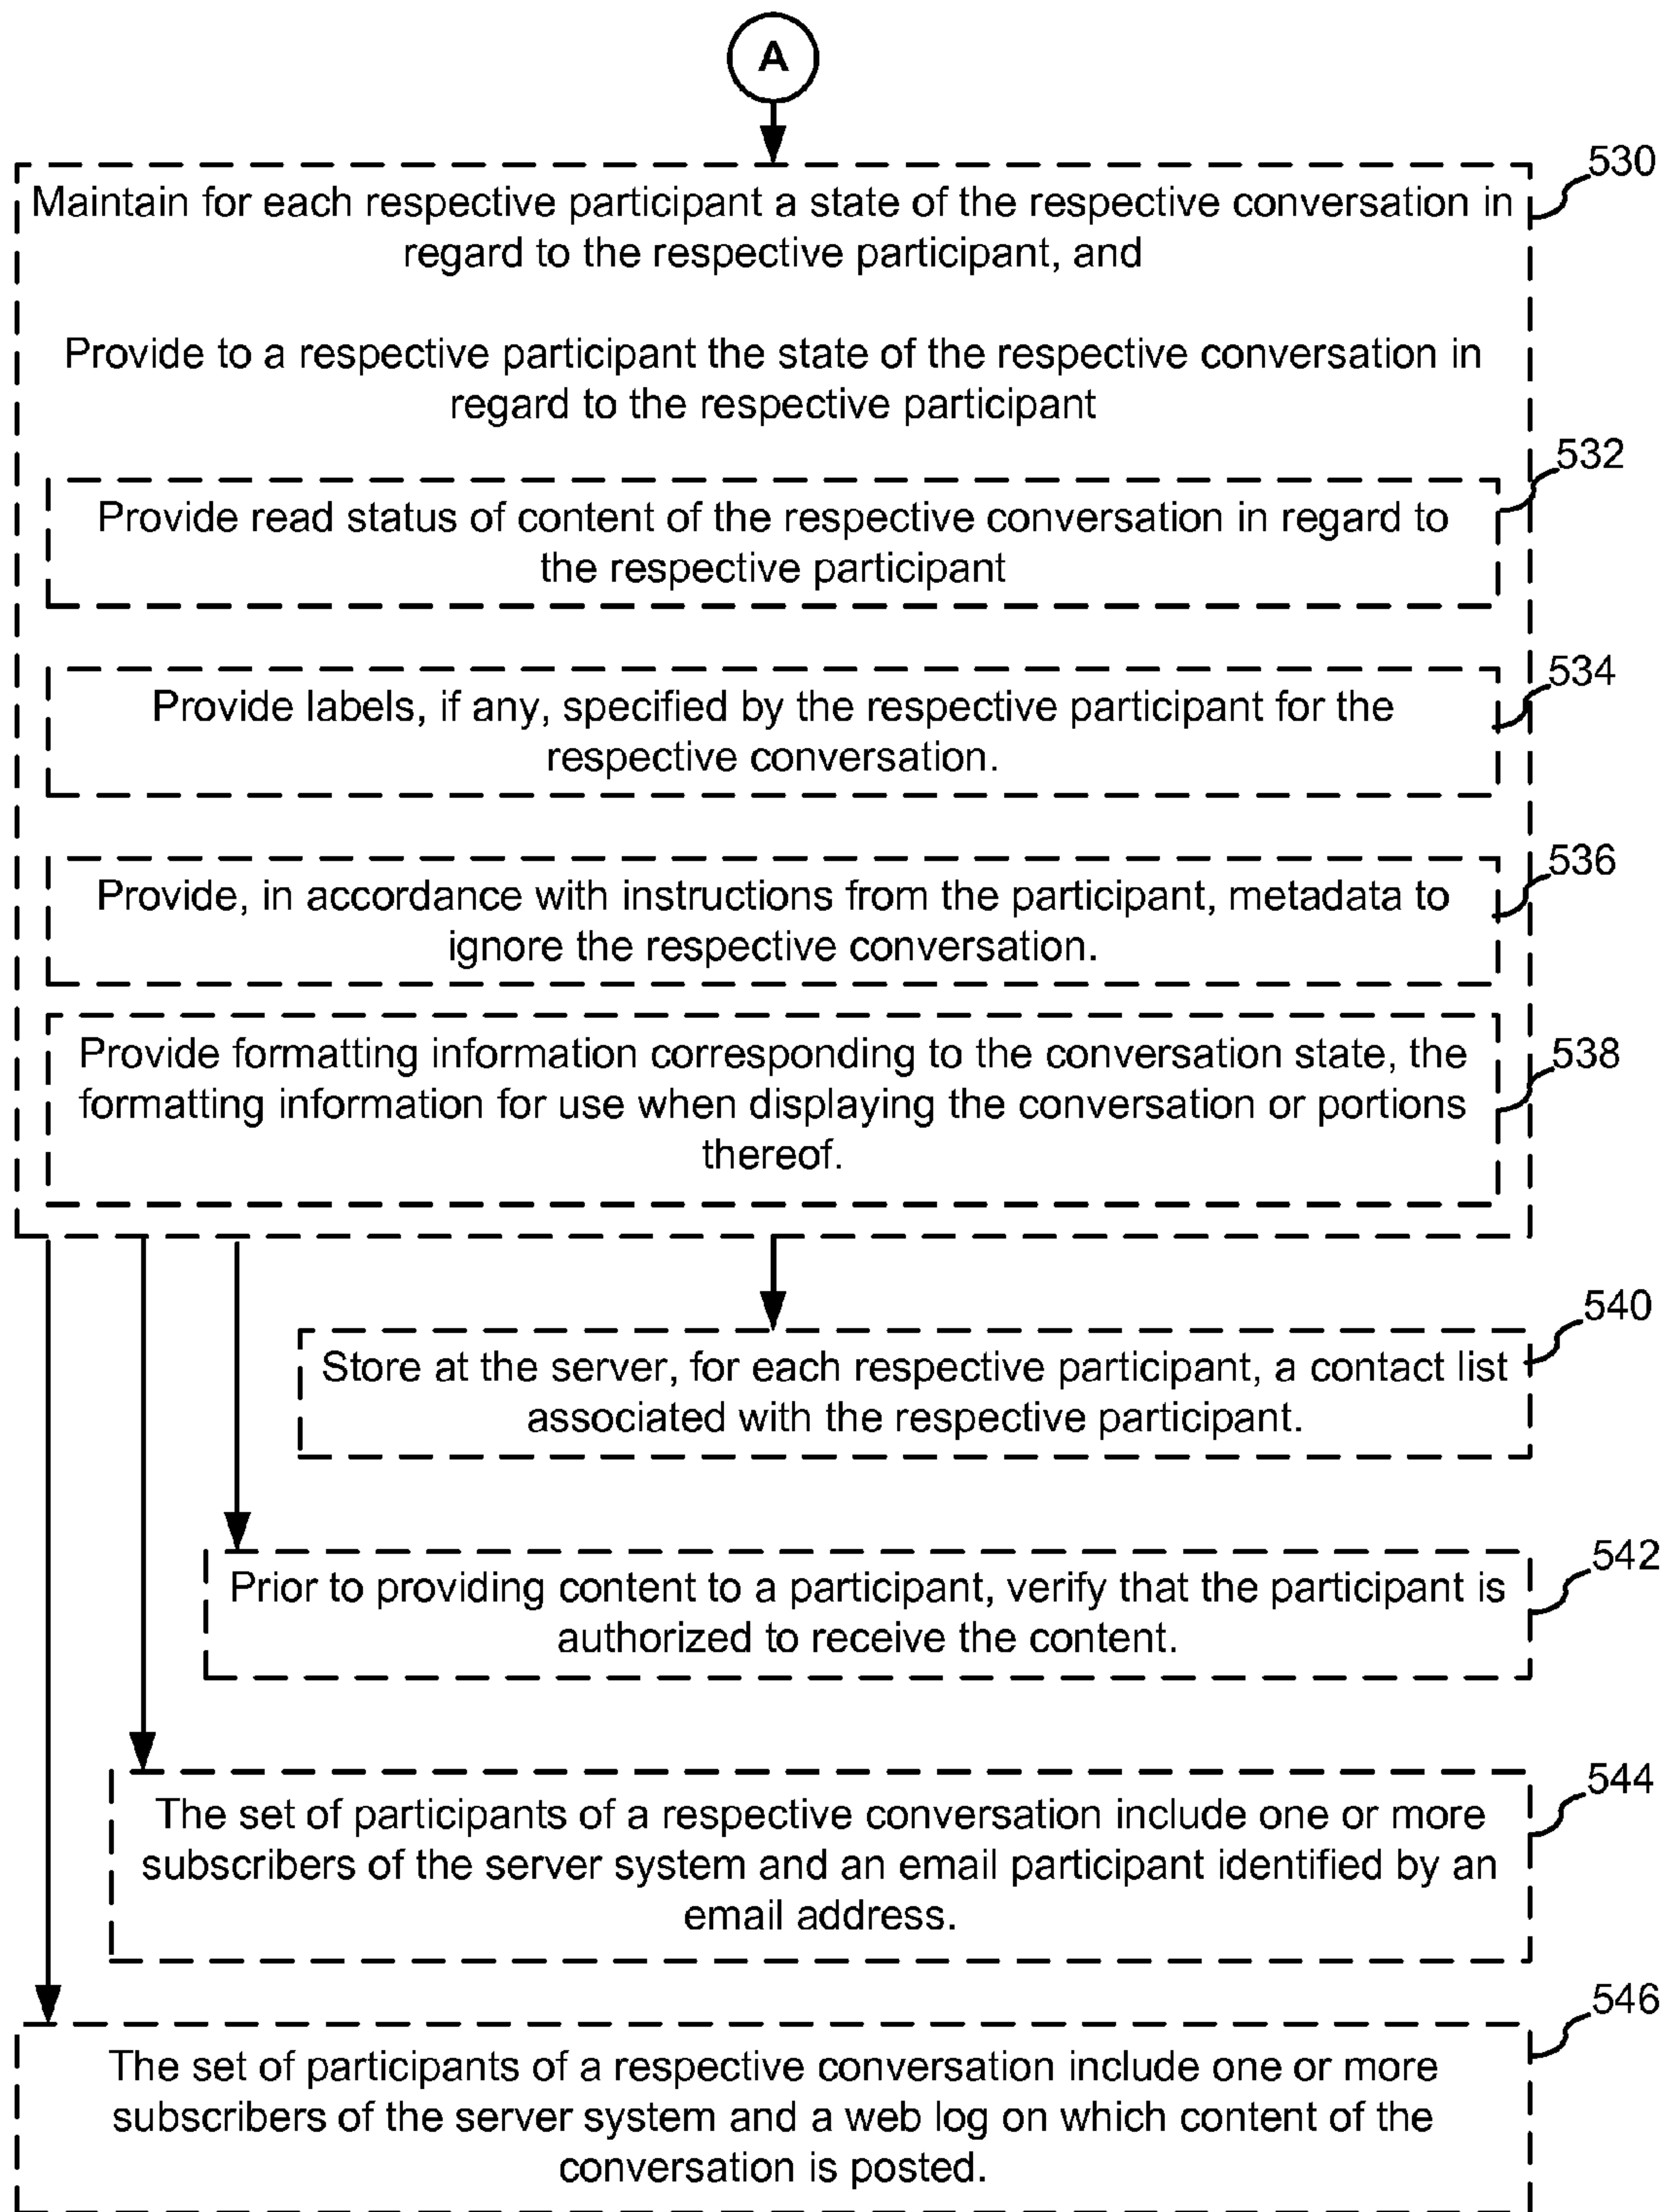 A
530
Maintain for each respective participant a state of the respective conversation in
regard to the respective participant, and
Provide to a respective participant the state of the respective conversation in
regard to the respective participant
532
Provide read status of content of the respective conversation in regard to
the respective participant
534
Provide labels, if any, specified by the respective participant for the
respective conversation.
536
Provide, in accordance with instructions from the participant, metadata to
ignore the respective conversation.
538
Provide formatting information corresponding to the conversation state, the
formatting information for use when displaying the conversation or portions
thereof.
540
Store at the server, for each respective participant, a contact list
associated with the respective participant.
542
Prior to providing content to a participant, verify that the participant is
authorized to receive the content.
544
The set of participants of a respective conversation include one or more
subscribers of the server system and an email participant identified by an
email address.
546
The set of participants of a respective conversation include one or more
subscribers of the server system and a web log on which content of the
conversation is posted.